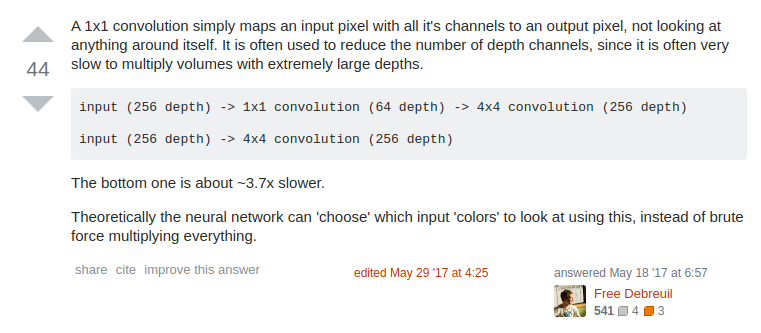 A 1x1 convolution simply maps an input pixel with all it's channels to an output pixel, not looking at
anything around itself. It is often used to reduce the number of depth channels, since it is often very
slow to multiply volumes with extremely large depths.
44
input (256 depth) -> 1x1 convolution (64 depth) -> 4x4 convolution (256 depth)
input (256 depth) -> 4x4 convolution (256 depth)
The bottom one is about ~3.7x slower.
Theoretically the neural network can 'choose' which input 'colors' to look at using this, instead of brute
force multiplying everything.
share cite improve this answer
edited May 29 '17 at 4:25
answered May 18 '17 at 6:57
Free Debreuil
541 4 3